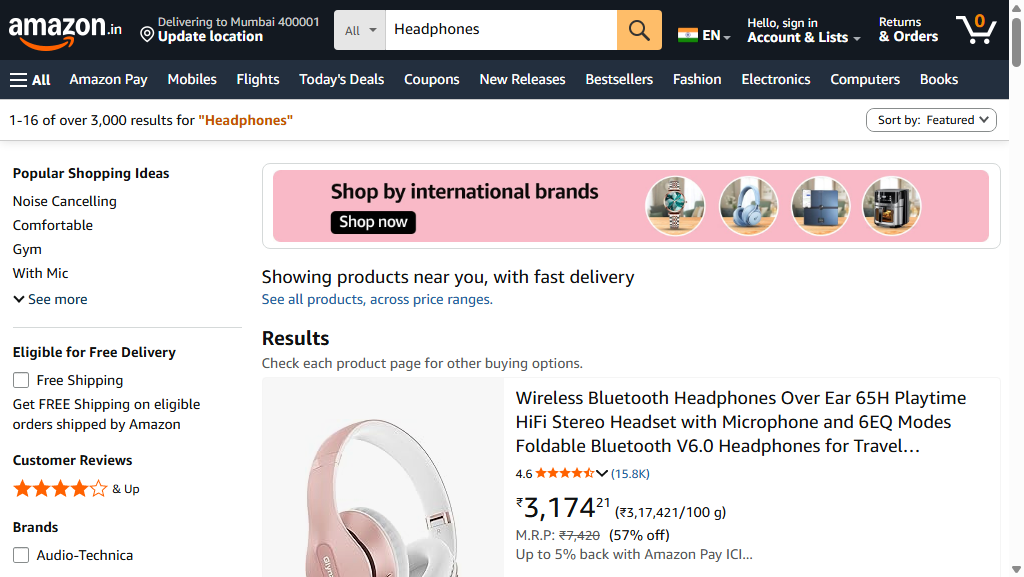 amazon.in
Delivering to Mumbai 400001
Update location
All
Headphones
EN
Hello, sign in
Account & Lists
Returns
& Orders
0
All
Amazon Pay
Mobiles
Flights
Today's Deals
Coupons
New Releases
Bestsellers
Fashion
Electronics
Computers
Books
1-16 of over 3,000 results for "Headphones"
Sort by: Featured
Popular Shopping Ideas
Noise Cancelling
Comfortable
Gym
With Mic
See more
Eligible for Free Delivery
Free Shipping
Get FREE Shipping on eligible
orders shipped by Amazon
Customer Reviews
& Up
Brands
Audio-Technica
Shop by international brands
Shop now
Showing products near you, with fast delivery
See all products, across price ranges.
Results
Check each product page for other buying options.
Wireless Bluetooth Headphones Over Ear 65H Playtime
HiFi Stereo Headset with Microphone and 6EQ Modes
Foldable Bluetooth V6.0 Headphones for Travel…
4.6 (15.8K)
₹3,17421 (₹3,17,421/100 g)
M.R.P: ₹7,420 (57% off)
Up to 5% back with Amazon Pay ICI…